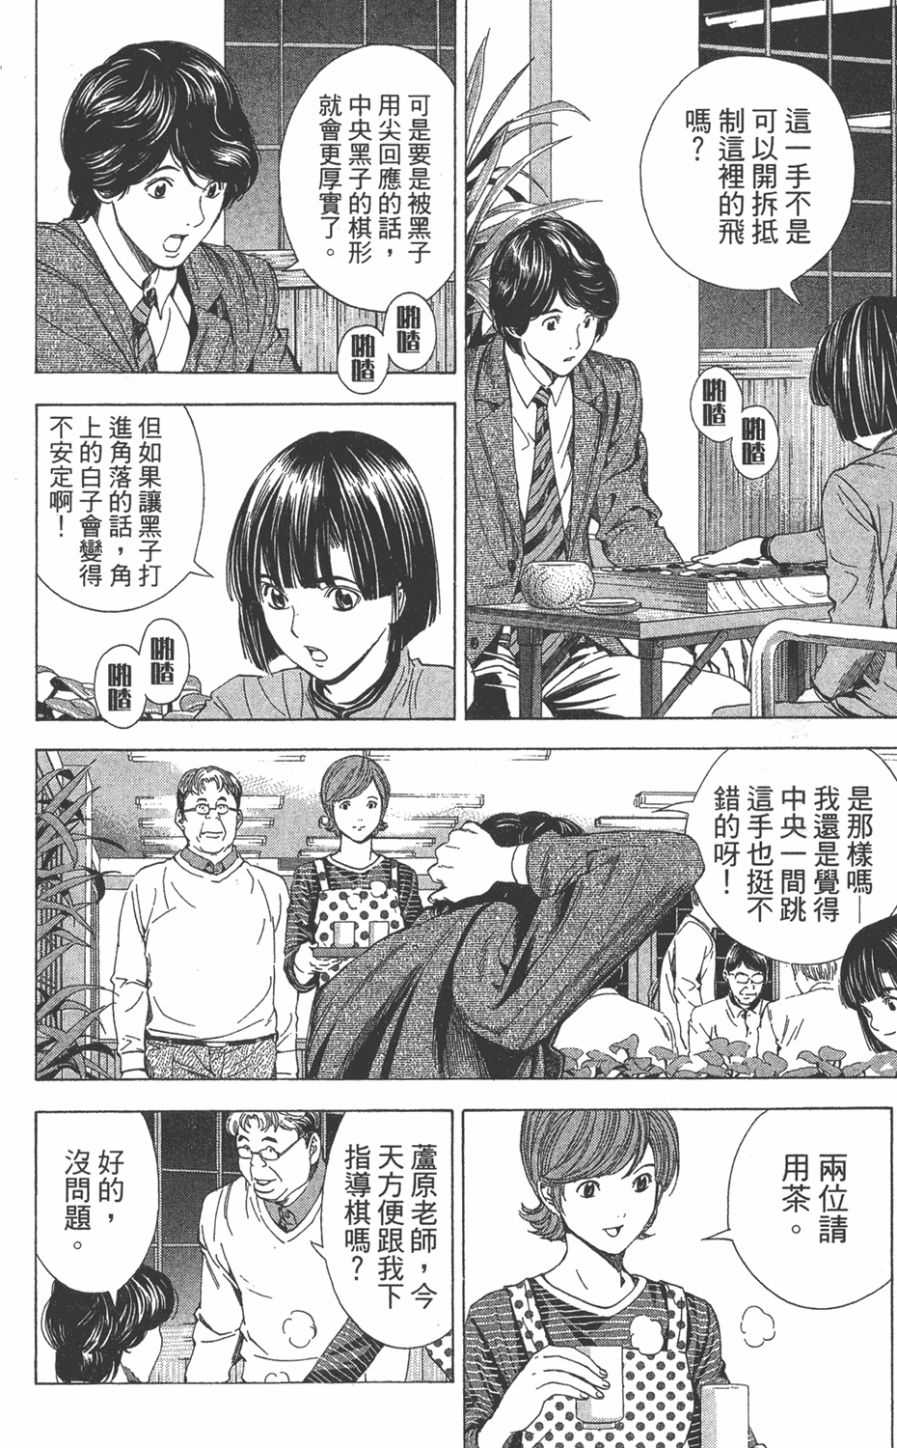 這一手不是
可以開拆抵
制這裡的飛
嗎？
啪喳
啪喳
可是要是被黑子
用尖回應的話，
中央黑子的棋形
就會更厚實了。
啪喳
啪喳
但如果讓黑子打
進角落的話，角
上的白子會變得
不安定啊！
啪喳
啪喳
是那樣嗎—
我還是覺得
中央一間跳
這手也挺不
錯的呀！
兩位請
用茶。
蘆原老師，今
天方便跟我下
指導棋嗎？
好的，
沒問題。